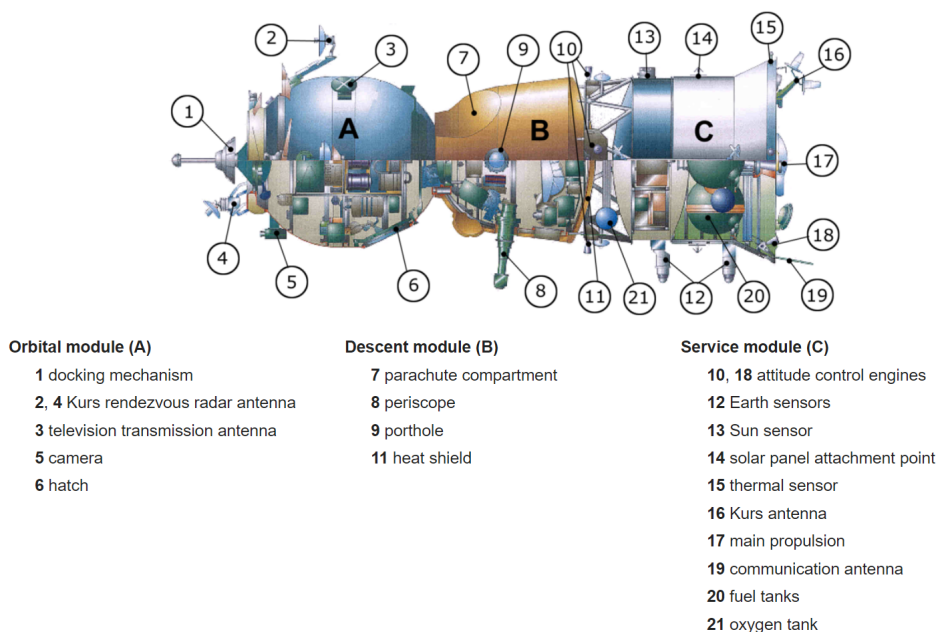 2
3
7
9
10
13
14
15
16
1
A
B
C
17
4
5
6
8
11
21
12
20
18
19
Orbital module (A)
1 docking mechanism
2, 4 Kurs rendezvous radar antenna
3 television transmission antenna
5 camera
6 hatch
Descent module (B)
7 parachute compartment
8 periscope
9 porthole
11 heat shield
Service module (C)
10, 18 attitude control engines
12 Earth sensors
13 Sun sensor
14 solar panel attachment point
15 thermal sensor
16 Kurs antenna
17 main propulsion
19 communication antenna
20 fuel tanks
21 oxygen tank